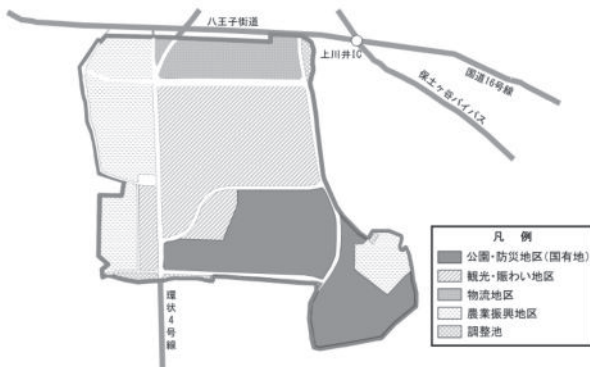 八王子街道
上川井IC
国道16号線
保土ヶ谷バイパス
環状4号線
凡 例
公園・防災地区(国有地)
観光・賑わい地区
物流地区
農業振興地区
調整池